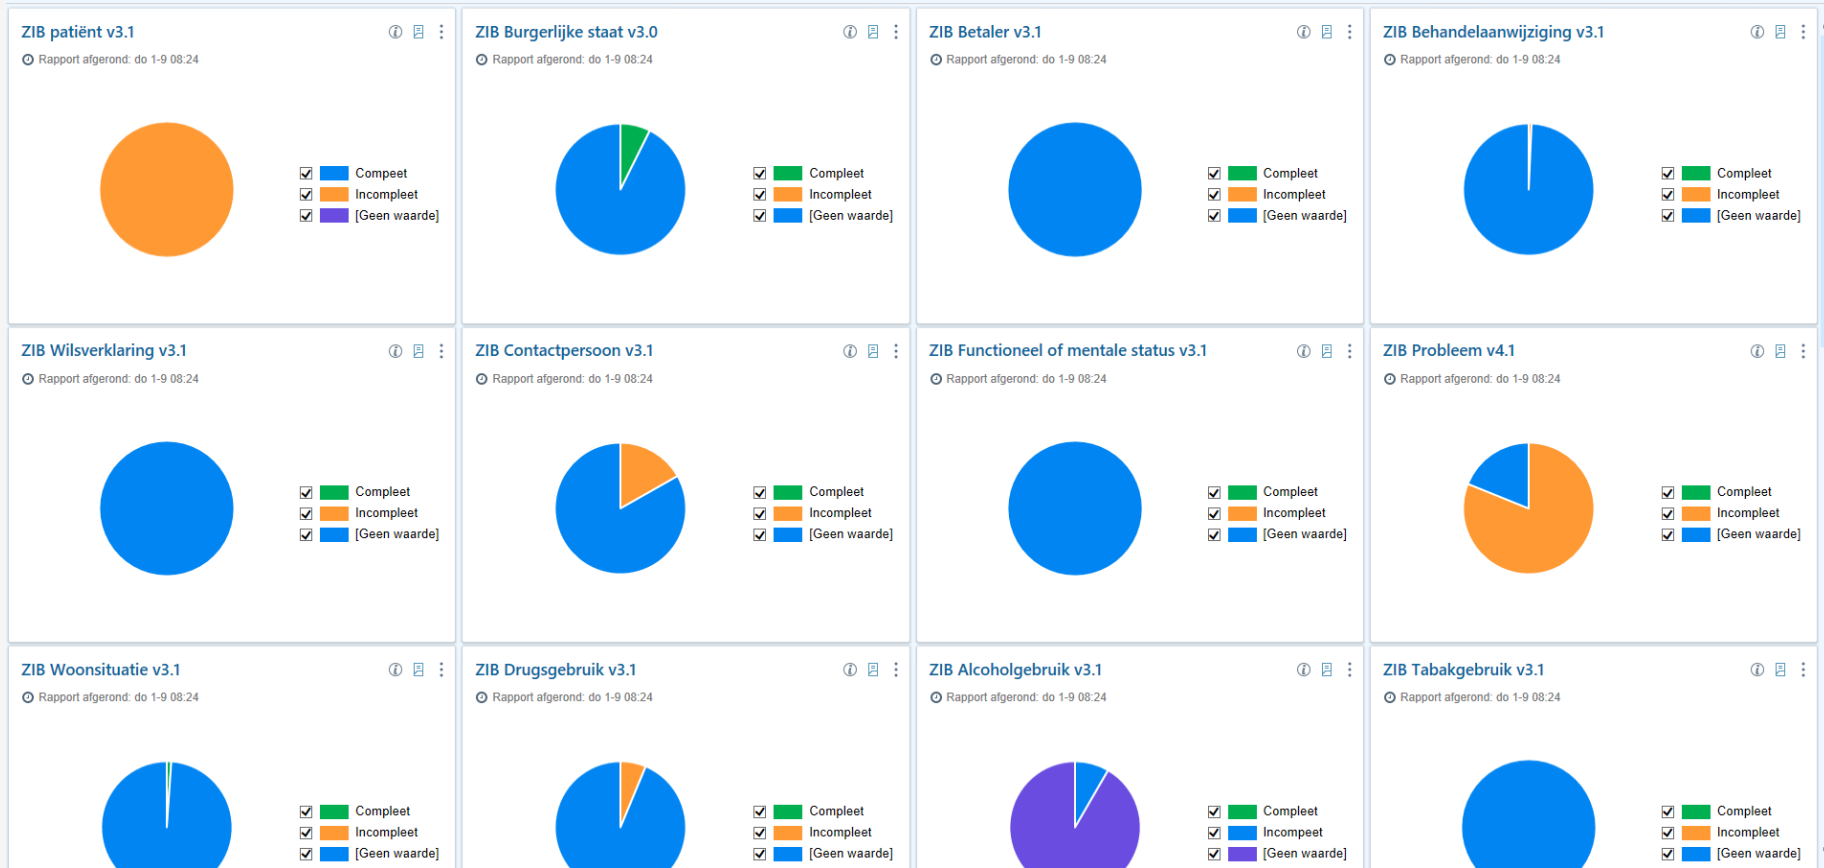 ZIB patiënt v3.1
Rapport afgerond: do 1-9 08:24
Compeet
Incompleet
[Geen waarde]
ZIB Burgerlijke staat v3.0
Rapport afgerond: do 1-9 08:24
Compleet
Incompleet
[Geen waarde]
ZIB Betaler v3.1
Rapport afgerond: do 1-9 08:24
Compleet
Incompleet
[Geen waarde]
ZIB Behandelaanwijziging v3.1
Rapport afgerond: do 1-9 08:24
Compleet
Incompleet
[Geen waarde]
ZIB Wilsverklaring v3.1
Rapport afgerond: do 1-9 08:24
Compleet
Incompleet
[Geen waarde]
ZIB Contactpersoon v3.1
Rapport afgerond: do 1-9 08:24
Compleet
Incompleet
[Geen waarde]
ZIB Functioneel of mentale status v3.1
Rapport afgerond: do 1-9 08:24
Compleet
Incompleet
[Geen waarde]
ZIB Probleem v4.1
Rapport afgerond: do 1-9 08:24
Compleet
Incompleet
[Geen waarde]
ZIB Woonsituatie v3.1
Rapport afgerond: do 1-9 08:24
Compleet
Incompleet
[Geen waarde]
ZIB Drugsgebruik v3.1
Rapport afgerond: do 1-9 08:24
Compleet
Incompleet
[Geen waarde]
ZIB Alcoholgebruik v3.1
Rapport afgerond: do 1-9 08:24
Compleet
Incompeet
[Geen waarde]
ZIB Tabakgebruik v3.1
Rapport afgerond: do 1-9 08:24
Compleet
Incompleet
[Geen waarde]